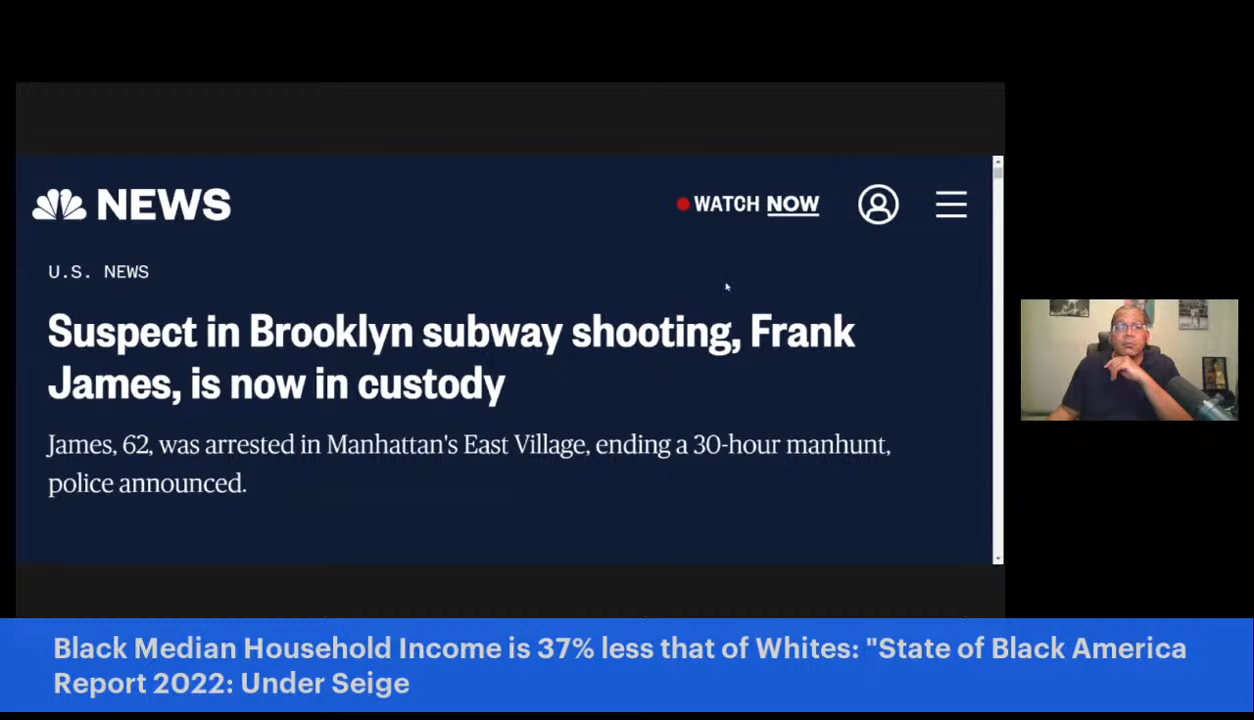 NEWS
WATCH NOW
U.S. NEWS
Suspect in Brooklyn subway shooting, Frank
James, is now in custody
James, 62, was arrested in Manhattan's East Village, ending a 30-hour manhunt,
police announced.
Black Median Household Income is 37% less that of Whites: "State of Black America
Report 2022: Under Seige